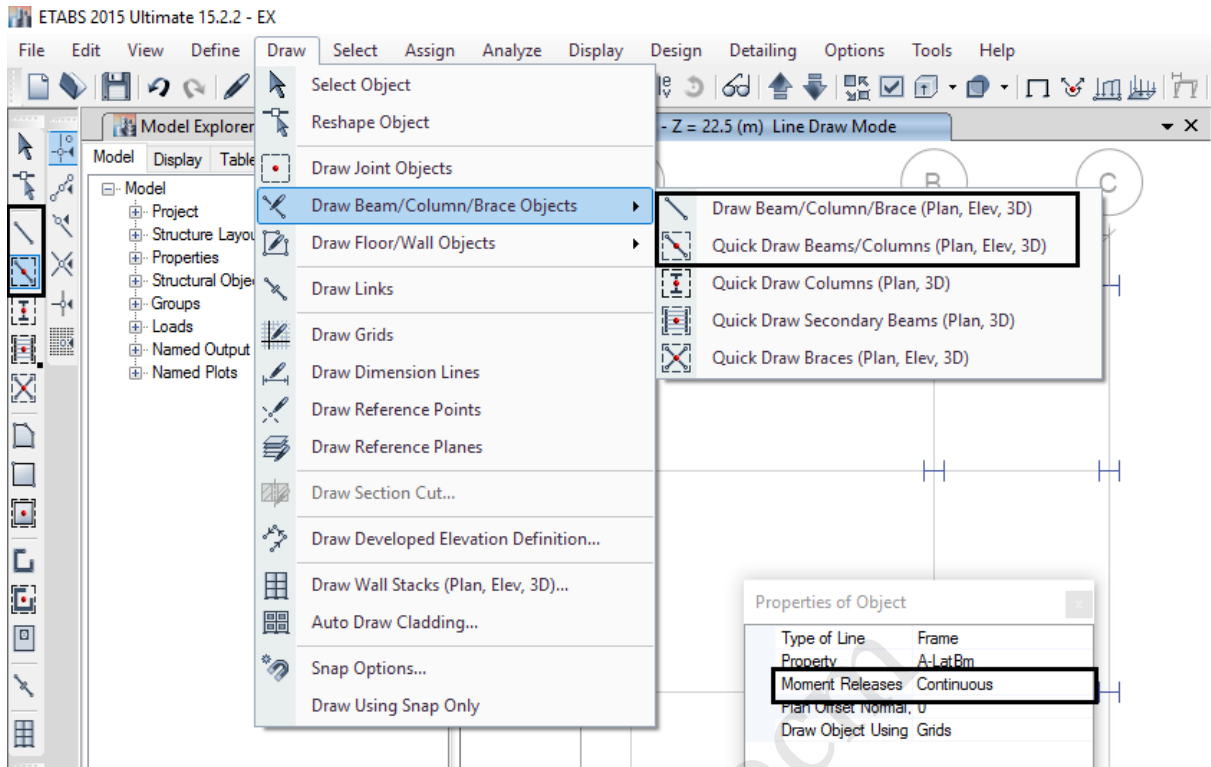 ETABS 2015 Ultimate 15.2.2 - EX
File Edit View Define Draw Select Assign Analyze Display Design Detailing Options Tools Help
Model Explorer
- Z = 22.5 (m) Line Draw Mode
Model Display Table
Model
Project
Structure Layou
Properties
Structural Obje
Groups
Loads
Named Output
Named Plots
Select Object
Reshape Object
Draw Joint Objects
Draw Beam/Column/Brace Objects
Draw Floor/Wall Objects
Draw Links
Draw Grids
Draw Dimension Lines
Draw Reference Points
Draw Reference Planes
Draw Section Cut...
Draw Developed Elevation Definition...
Draw Wall Stacks (Plan, Elev, 3D)...
Auto Draw Cladding...
Snap Options...
Draw Using Snap Only
B
C
Draw Beam/Column/Brace (Plan, Elev, 3D)
Quick Draw Beams/Columns (Plan, Elev, 3D)
Quick Draw Columns (Plan, 3D)
Quick Draw Secondary Beams (Plan, 3D)
Quick Draw Braces (Plan, Elev, 3D)
Properties of Object
Type of Line Frame
Property A-LatBm
Moment Releases Continuous
Plan Offset Normal, 0
Draw Object Using Grids